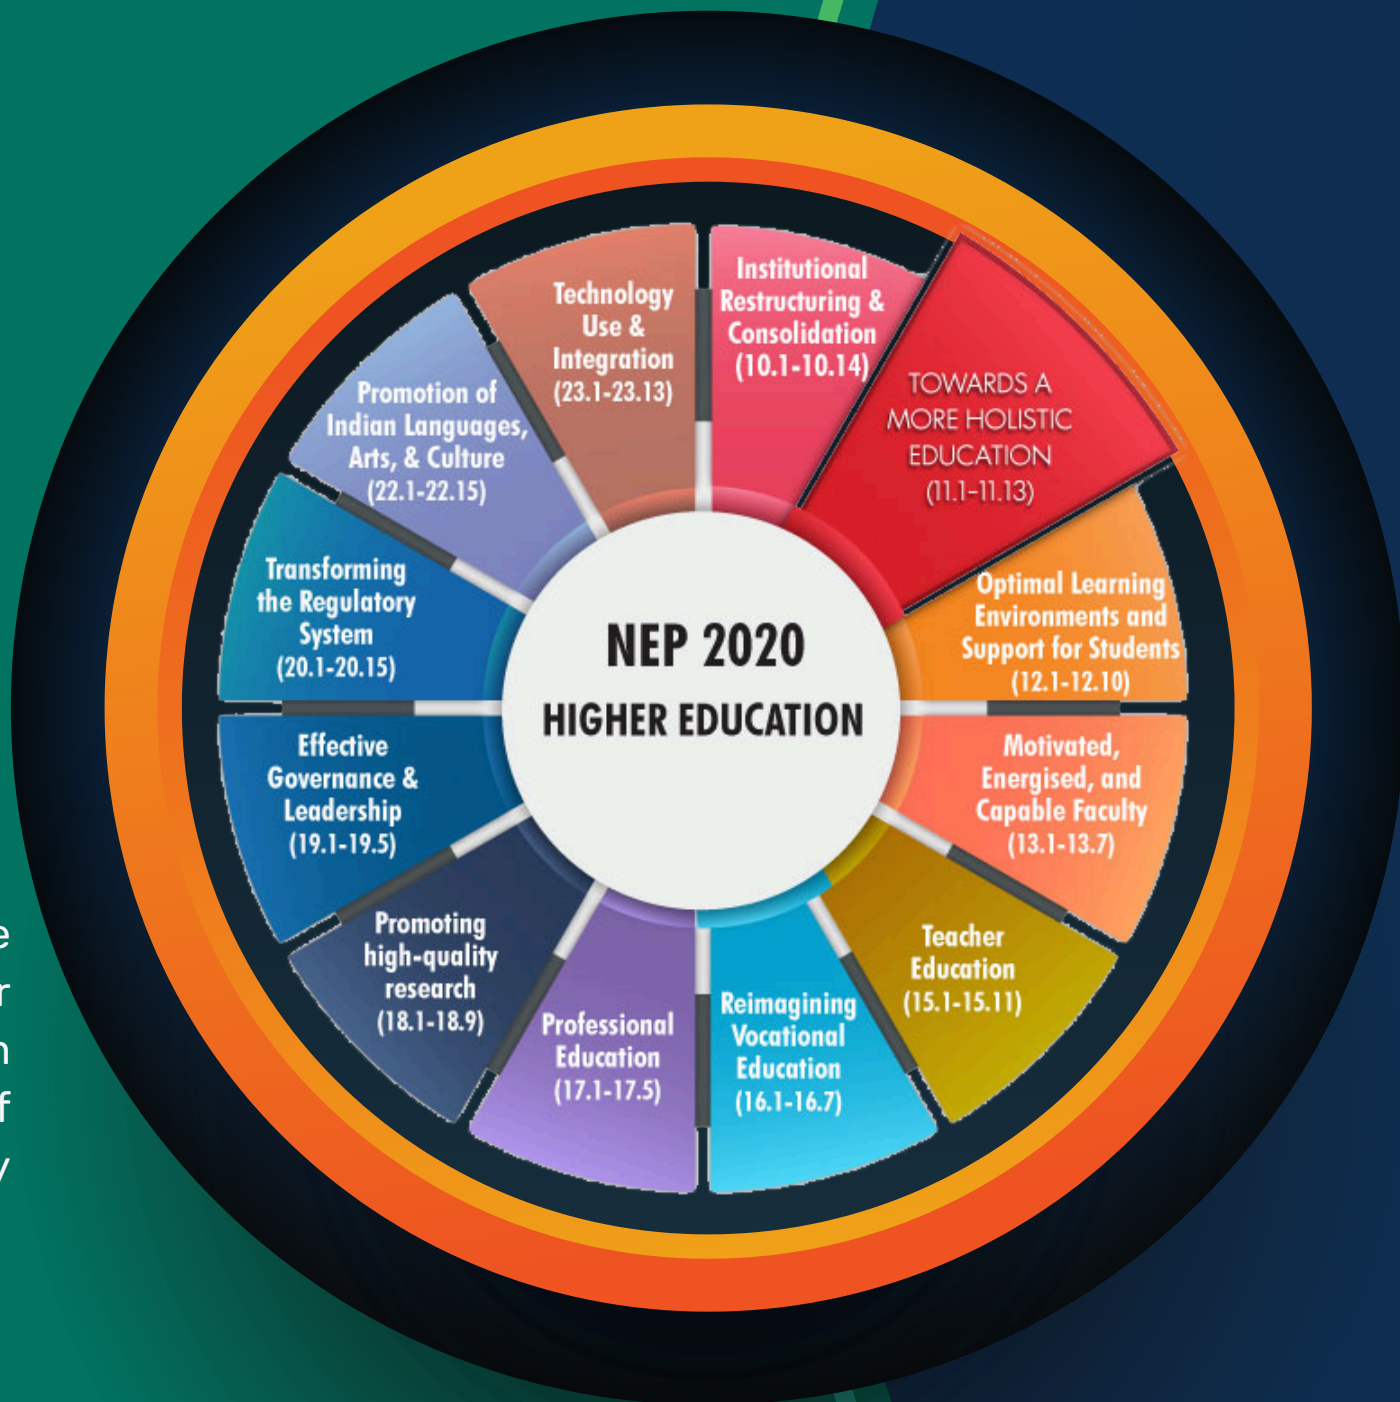 NEP 2020
HIGHER EDUCATION
Institutional
Restructuring &
Consolidation
(10.1-10.14)
TOWARDS A
MORE HOLISTIC
EDUCATION
(11.1-11.13)
Optimal Learning
Environments and
Support for Students
(12.1-12.10)
Motivated,
Energised, and
Capable Faculty
(13.1-13.7)
Teacher
Education
(15.1-15.11)
Reimagining
Vocational
Education
(16.1-16.7)
Professional
Education
(17.1-17.5)
Promoting
high-quality
research
(18.1-18.9)
Effective
Governance &
Leadership
(19.1-19.5)
Transforming
the Regulatory
System
(20.1-20.15)
Promotion of
Indian Languages,
Arts, & Culture
(22.1-22.15)
Technology
Use &
Integration
(23.1-23.13)